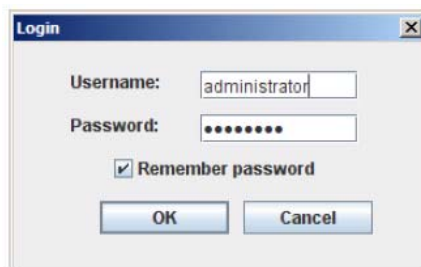 Login
Username: administrator
Password: ••••••••
Remember password
OK Cancel